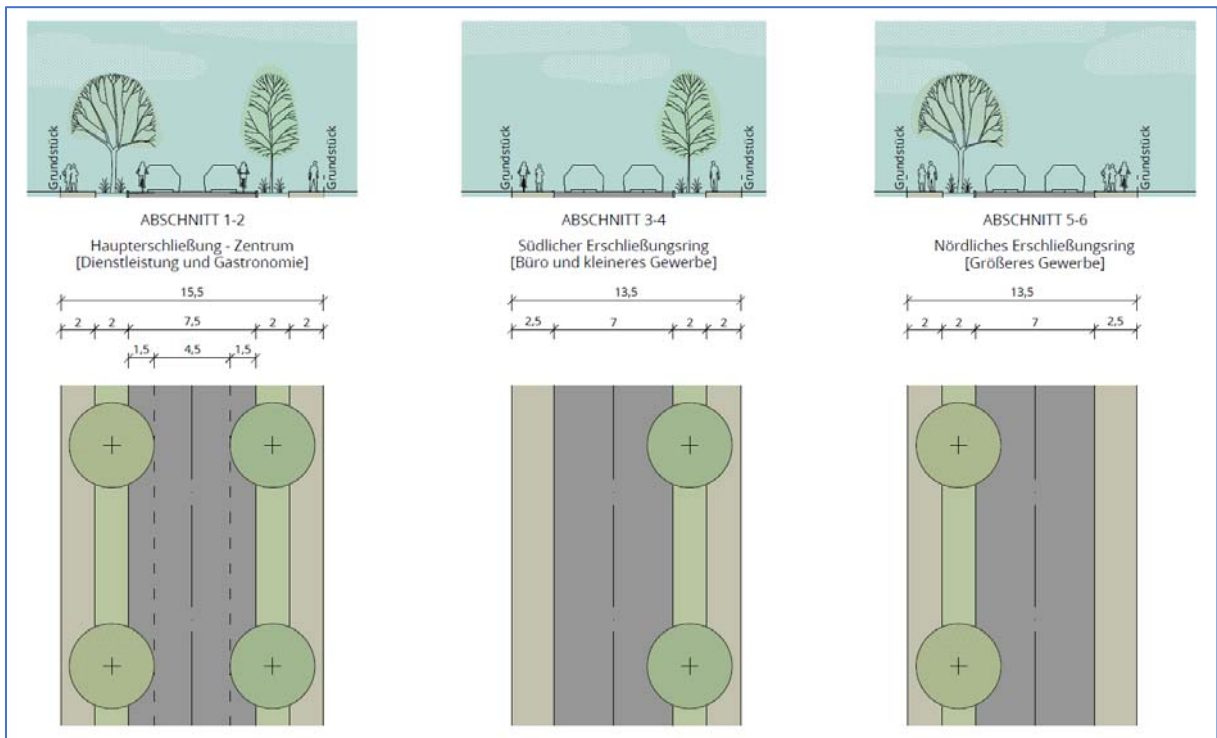 Grundstück
Grundstück
ABSCHNITT 1-2
Haupterschließung - Zentrum
[Dienstleistung und Gastronomie]
15,5
2 2 7,5 2 2
1,5 4,5 1,5
Grundstück
Grundstück
ABSCHNITT 3-4
Südlicher Erschließungsring
[Büro und kleineres Gewerbe]
13,5
2,5 7 2 2
Grundstück
Grundstück
ABSCHNITT 5-6
Nördliches Erschließungsring
[Größeres Gewerbe]
13,5
2 2 7 2,5